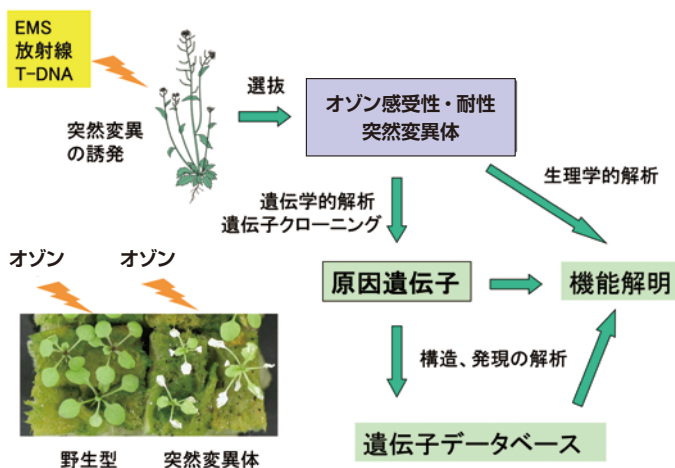 EMS
放射線
T-DNA
突然変異
の誘発
選抜
オゾン感受性・耐性
突然変異体
生理学的解析
遺伝学的解析
遺伝子クローニング
オゾン
オゾン
原因遺伝子
機能解明
構造、発現の解析
遺伝子データベース
野生型
突然変異体